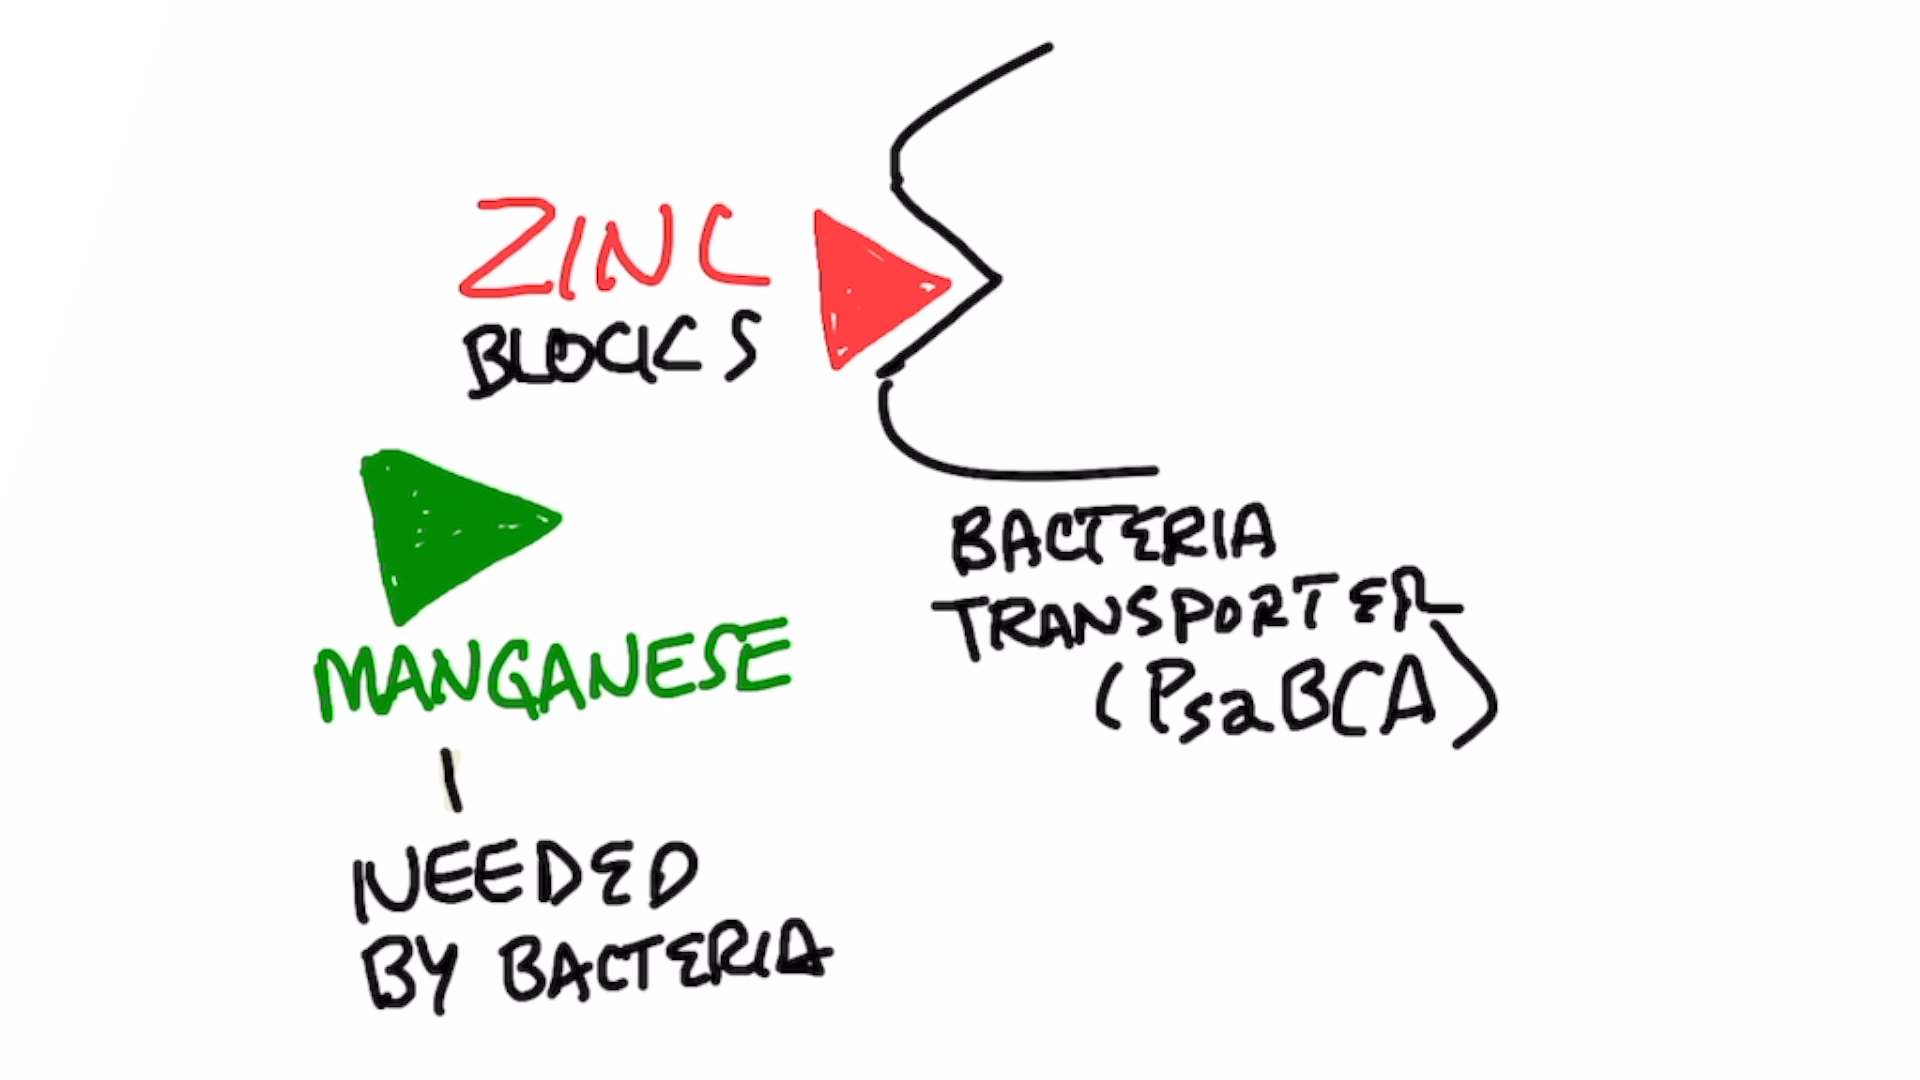 ZINC
BLOCKS
MANGANESE
NEEDED
BY BACTERIA
BACTERIA
TRANSPORTER
(PsaBCA)